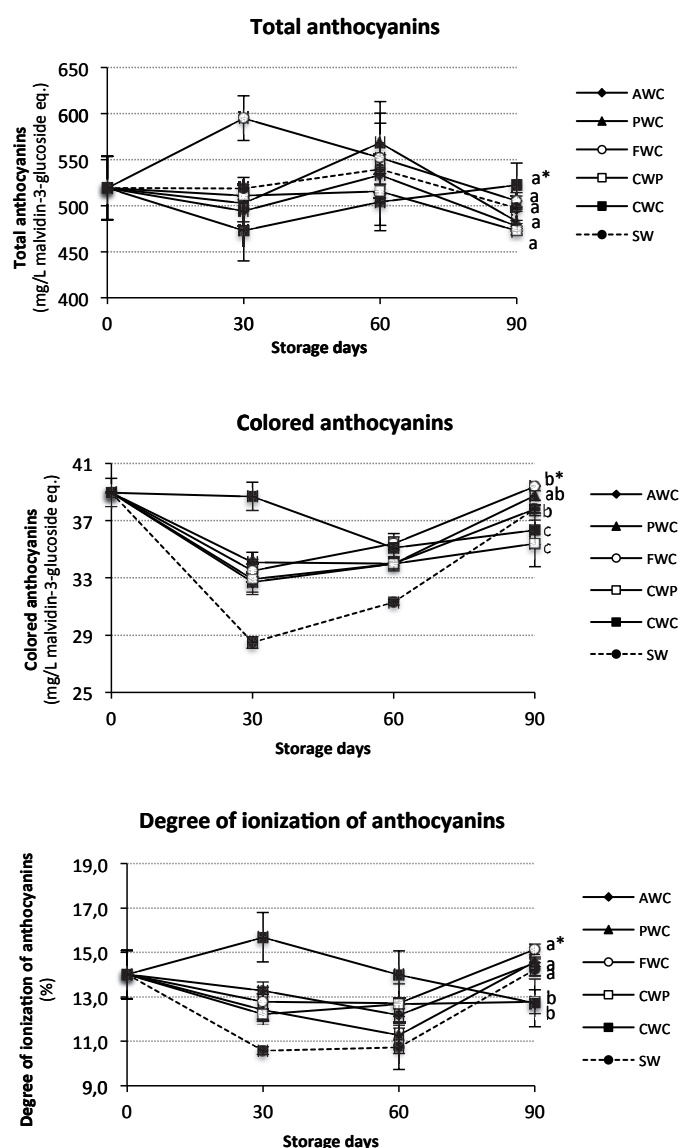 Total anthocyanins
Total anthocyanins
(mg/L malvidin-3-glucoside eq.)
650
600
550
500
450
400
0 30 60 90
Storage days
a*
a
a
a
a
AWC
PWC
FWC
CWP
CWC
SW
Colored anthocyanins
Colored anthocyanins
(mg/L malvidin-3-glucoside eq.)
41
37
33
29
25
0 30 60 90
Storage days
b*
ab
b
c
c
AWC
PWC
FWC
CWP
CWC
SW
Degree of ionization of anthocyanins
Degree of ionization of anthocyanins
(%)
19,0
17,0
15,0
13,0
11,0
9,0
0 30 60 90
Storage days
a*
a
a
b
b
AWC
PWC
FWC
CWP
CWC
SW